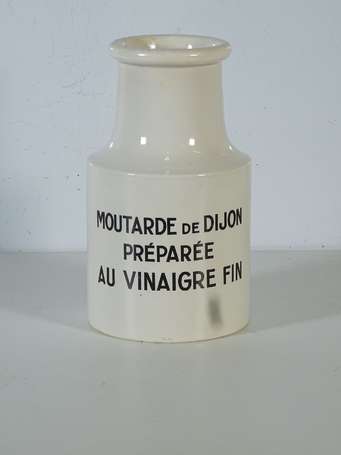 MOUTARDE DE DIJON
PRÉPARÉE
AU VINAIGRE FIN